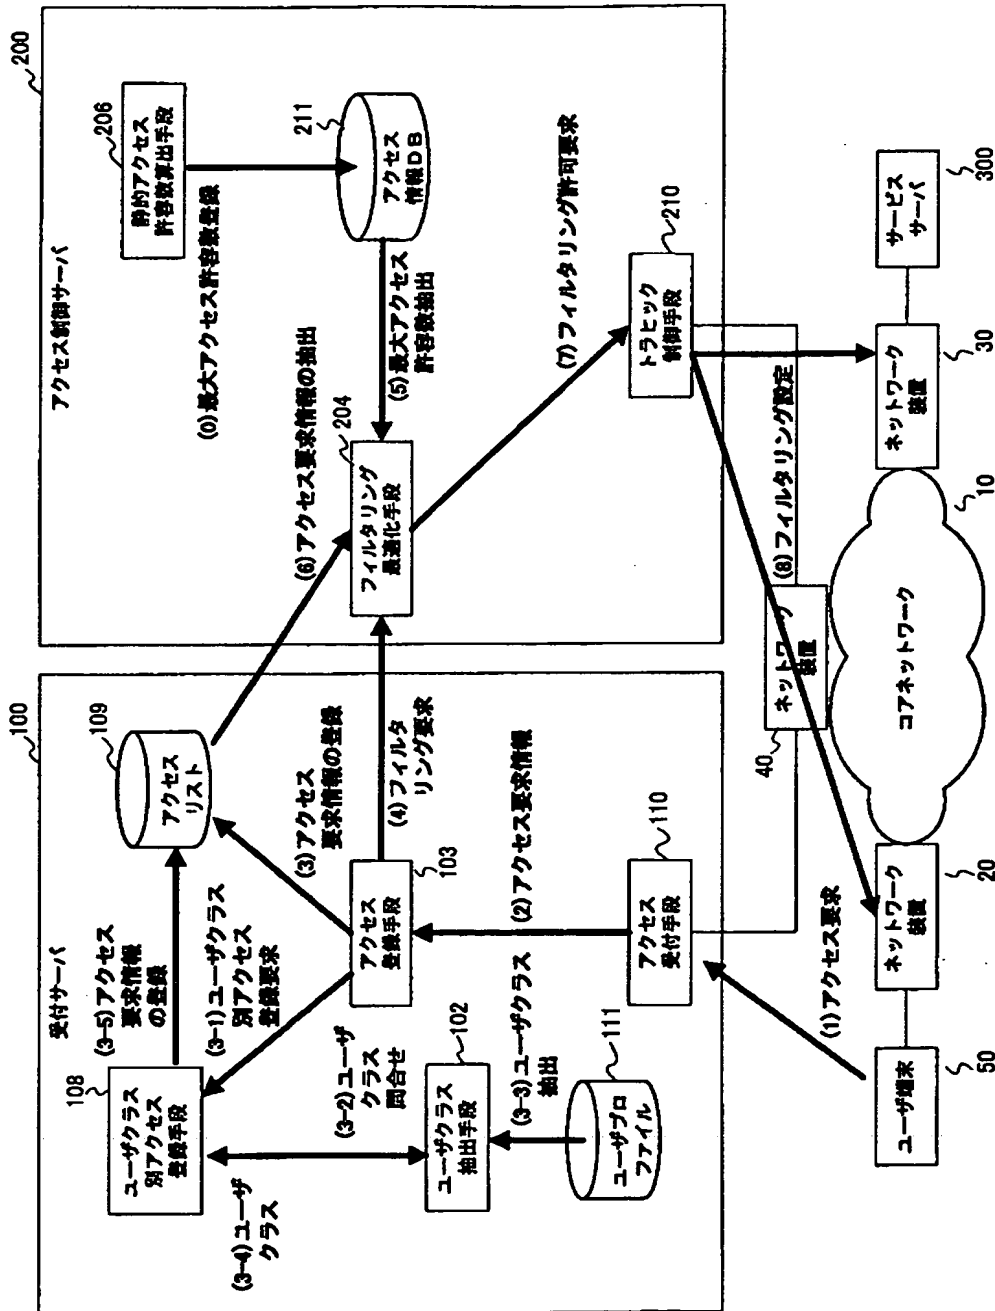 受付サーバ
100
108
ユーザクラス
別アクセス
登録手段
(3-5)アクセス
要求情報
の登録
109
アクセス
リスト
(3-1)ユーザクラス
別アクセス
登録要求
(3)アクセス
要求情報の登録
(3-4)ユーザ
クラス
(3-2)ユーザ
クラス
問合せ
102
ユーザクラス
抽出手段
(3-3)ユーザクラス
抽出
111
ユーザプロ
ファイル
アクセス
登録手段
103
(4)フィルタ
リング要求
(2)アクセス要求情報
アクセス
受付手段
110
(1)アクセス要求
アクセス制御サーバ
200
206
静的アクセス
許容数算出手段
(0)最大アクセス許容数登録
211
アクセス
情報DB
(6)アクセス要求情報の抽出
(5)最大アクセス
許容数抽出
204
フィルタリング
最適化手段
(7)フィルタリング許可要求
トラヒック
制御手段
210
(8)フィルタリング設定
40
ネットワーク
装置
コアネットワーク
10
ユーザ端末
50
ネットワーク
装置
20
ネットワーク
装置
30
サービス
サーバ
300